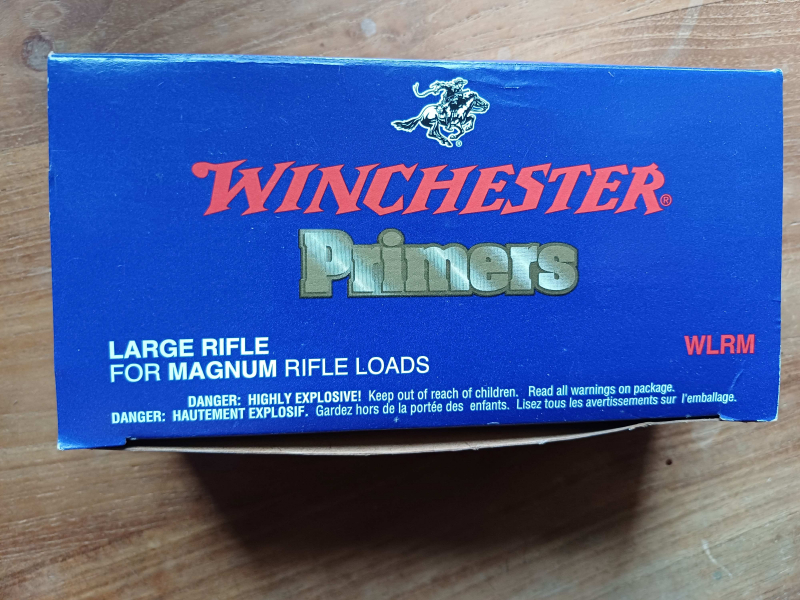 WINCHESTER®
Primers
LARGE RIFLE
FOR MAGNUM RIFLE LOADS
WLRM
DANGER: HIGHLY EXPLOSIVE! Keep out of reach of children. Read all warnings on package.
DANGER: HAUTEMENT EXPLOSIF. Gardez hors de la portée des enfants. Lisez tous les avertissements sur l'emballage.